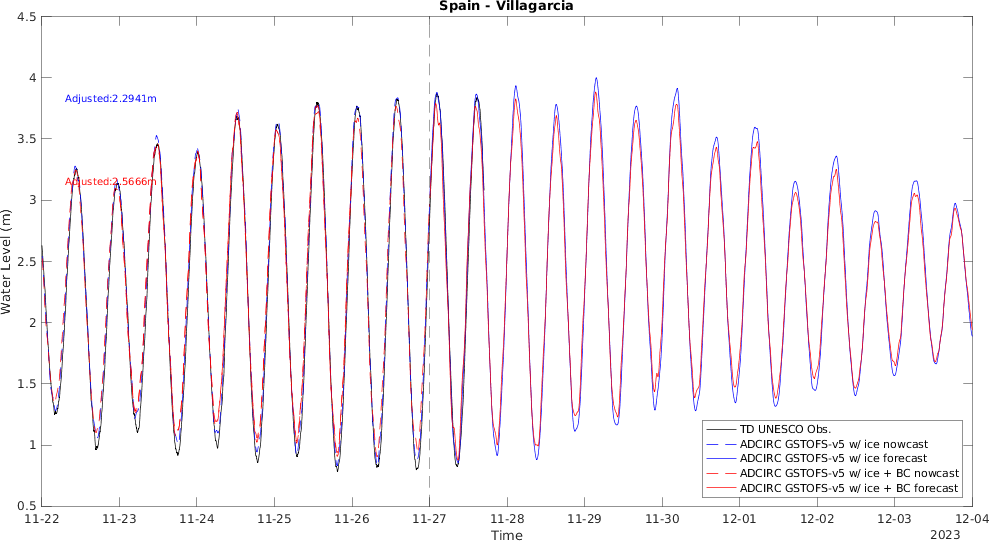 Spain - Villagarcia
4.5
4
3.5
3
2.5
2
1.5
1
0.5
Water Level (m)
Adjusted:2.2941m
Adjusted:2.5666m
TD UNESCO Obs.
ADCIRC GSTOFS-v5 w/ ice nowcast
ADCIRC GSTOFS-v5 w/ ice forecast
ADCIRC GSTOFS-v5 w/ ice + BC nowcast
ADCIRC GSTOFS-v5 w/ ice + BC forecast
11-22 11-23 11-24 11-25 11-26 11-27 11-28 11-29 11-30 12-01 12-02 12-03 12-04
Time
2023